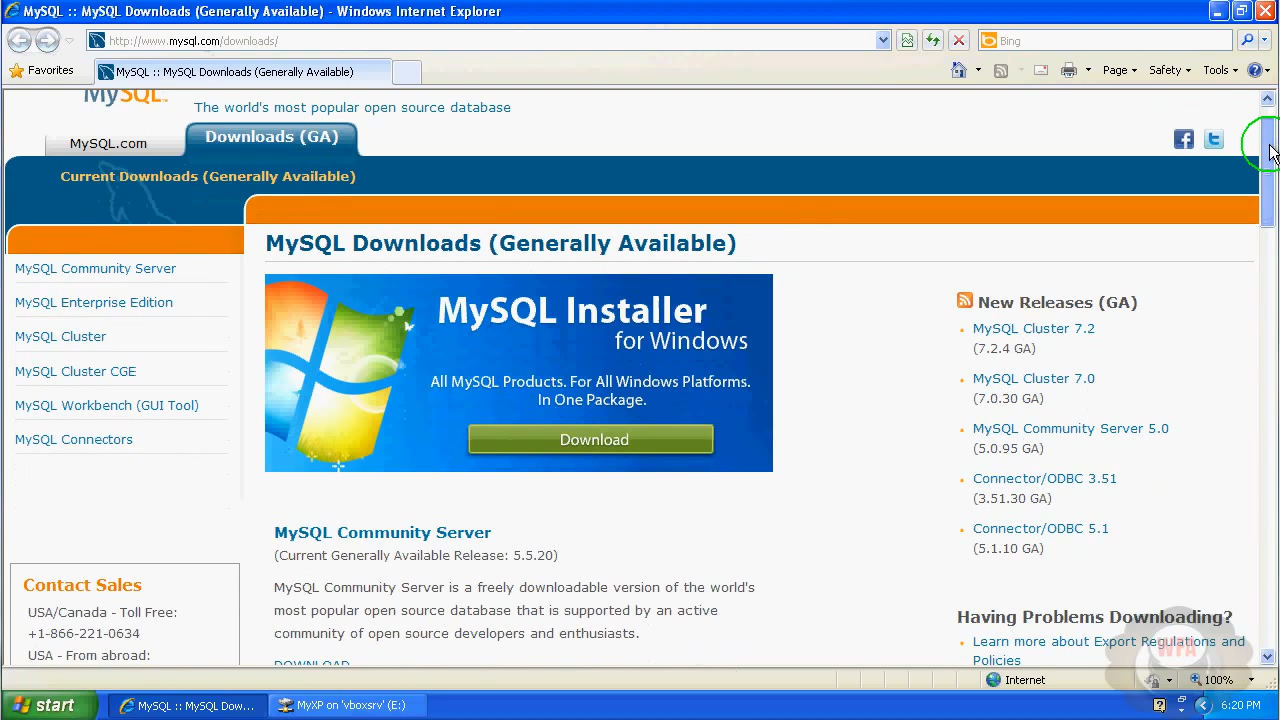 MySQL :: MySQL Downloads (Generally Available) - Windows Internet Explorer
http://www.mysql.com/downloads/
Bing
Favorites
MySQL :: MySQL Downloads (Generally Available)
Page
Safety
Tools
MySQL
The world's most popular open source database
MySQL.com
Downloads (GA)
Current Downloads (Generally Available)
MySQL Community Server
MySQL Enterprise Edition
MySQL Cluster
MySQL Cluster CGE
MySQL Workbench (GUI Tool)
MySQL Connectors
Contact Sales
USA/Canada - Toll Free:
+1-866-221-0634
USA - From abroad:
MySQL Downloads (Generally Available)
MySQL Installer
for Windows
All MySQL Products. For All Windows Platforms.
In One Package.
Download
MySQL Community Server
(Current Generally Available Release: 5.5.20)
MySQL Community Server is a freely downloadable version of the world's
most popular open source database that is supported by an active
community of open source developers and enthusiasts.
DOWNLOAD
New Releases (GA)
MySQL Cluster 7.2
(7.2.4 GA)
MySQL Cluster 7.0
(7.0.30 GA)
MySQL Community Server 5.0
(5.0.95 GA)
Connector/ODBC 3.51
(3.51.30 GA)
Connector/ODBC 5.1
(5.1.10 GA)
Having Problems Downloading?
Learn more about Export Regulations and
Policies
WFA
Internet
100%
start
MySQL :: MySQL Dow...
MyXP on 'vboxsrv' (E:)
6:20 PM